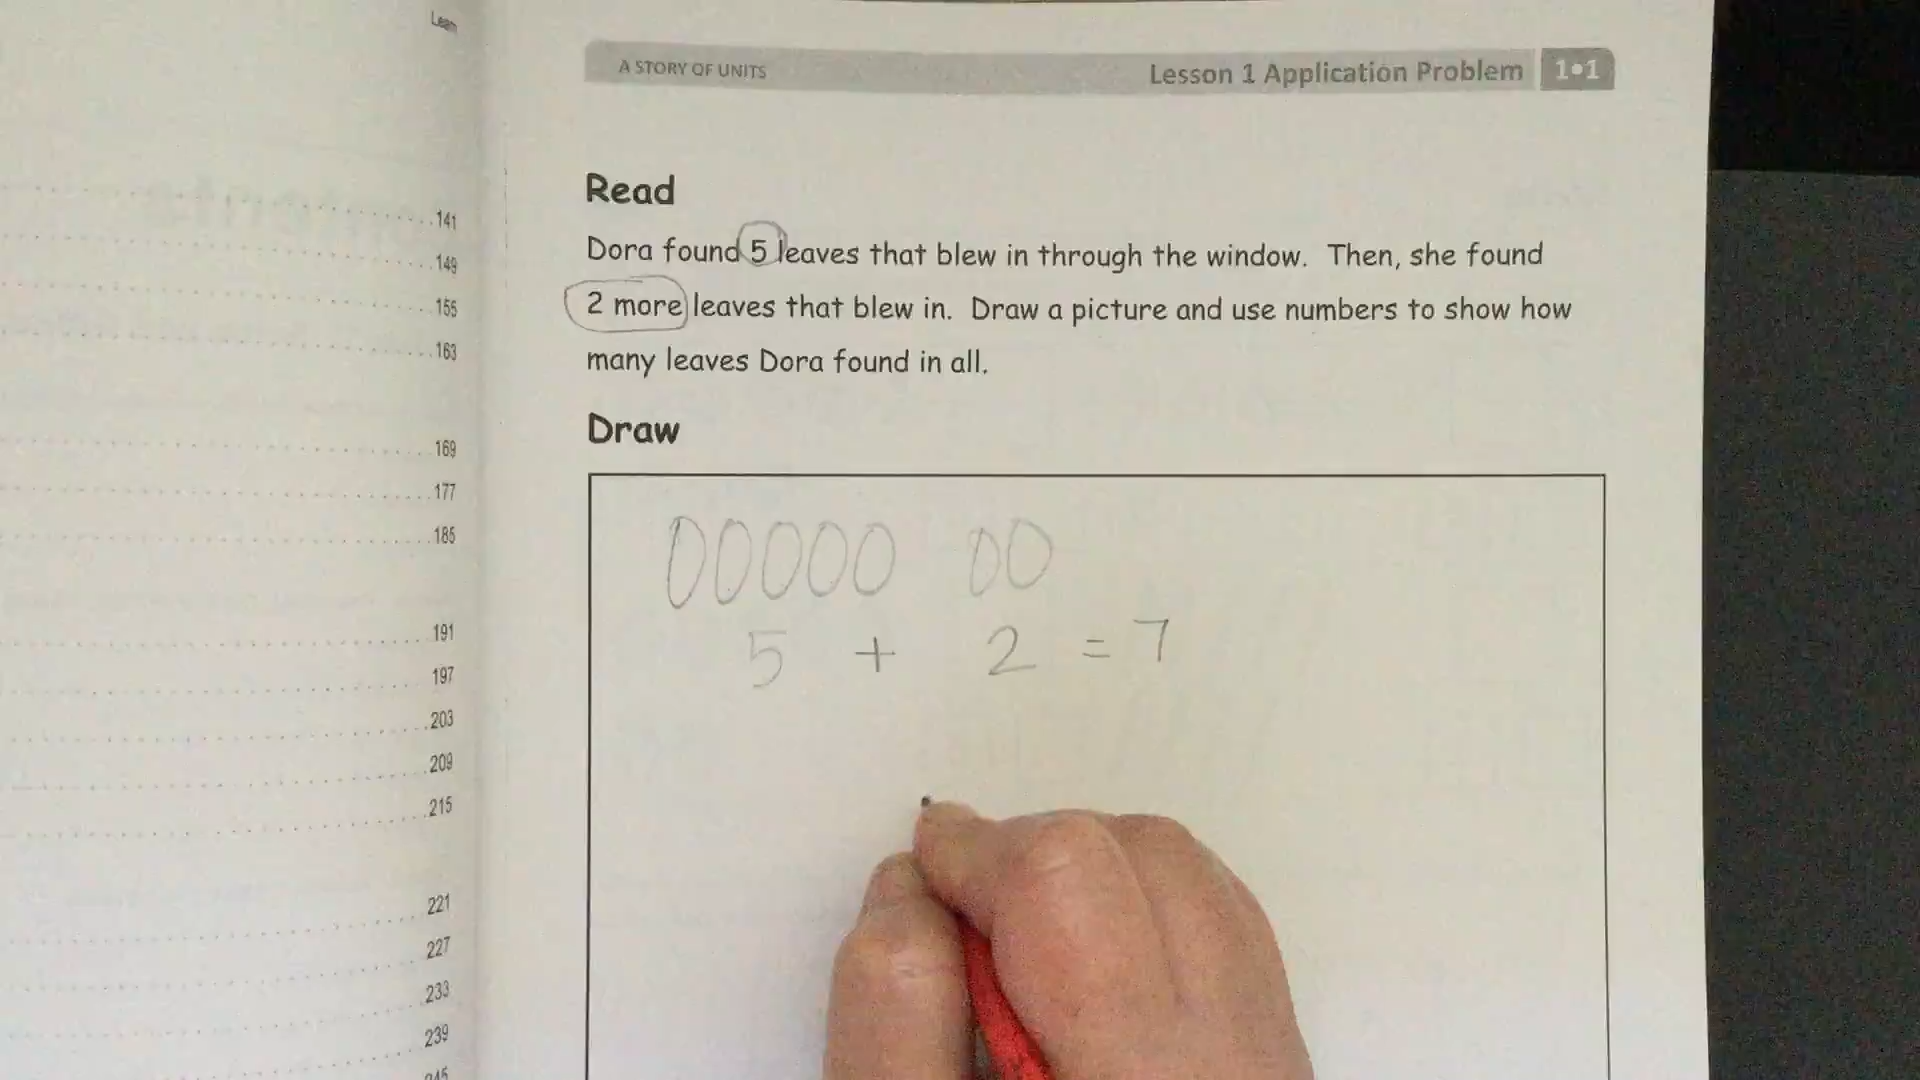 Learn
141
149
155
163
169
177
185
191
197
203
209
215
221
227
233
239
245
A STORY OF UNITS
Lesson 1 Application Problem 1•1
Read
Dora found 5 leaves that blew in through the window. Then, she found
2 more leaves that blew in. Draw a picture and use numbers to show how
many leaves Dora found in all.
Draw
5 + 2 = 7